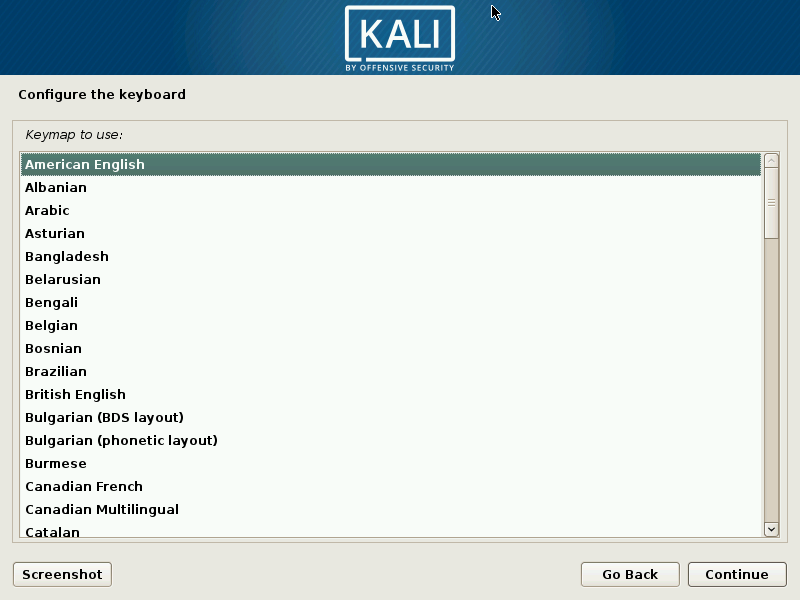 KALI
BY OFFENSIVE SECURITY
Configure the keyboard
Keymap to use:
American English
Albanian
Arabic
Asturian
Bangladesh
Belarusian
Bengali
Belgian
Bosnian
Brazilian
British English
Bulgarian (BDS layout)
Bulgarian (phonetic layout)
Burmese
Canadian French
Canadian Multilingual
Catalan
Screenshot
Go Back
Continue